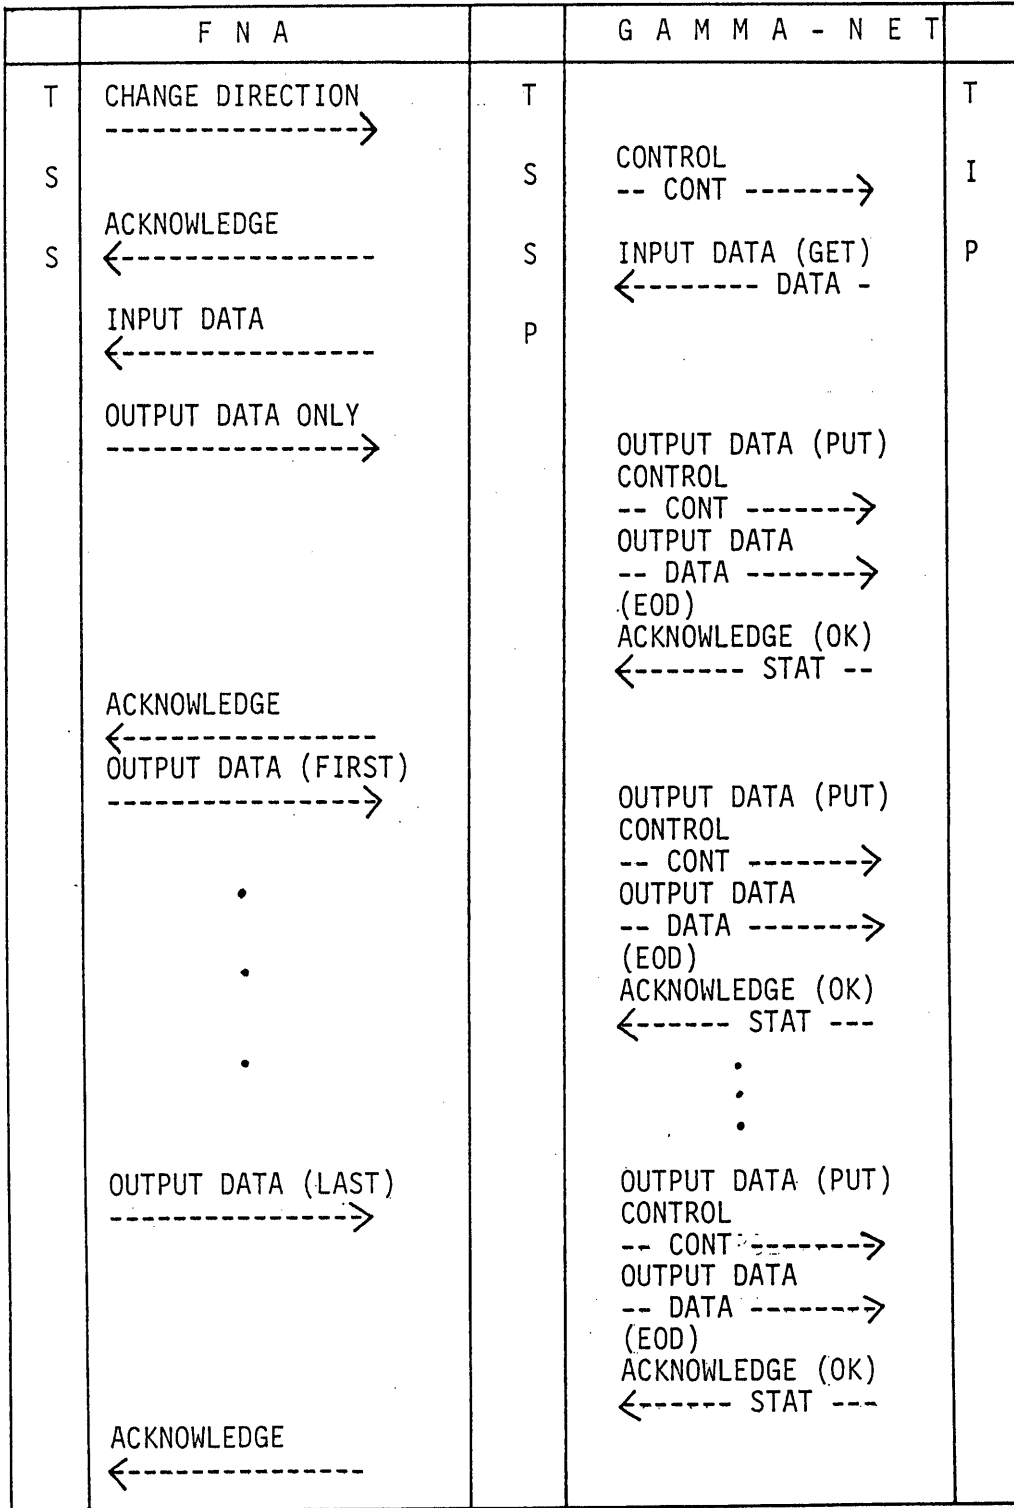 F N A
G A M M A - N E T
T
S
S
CHANGE DIRECTION
ACKNOWLEDGE
INPUT DATA
OUTPUT DATA ONLY
ACKNOWLEDGE
OUTPUT DATA (FIRST)
OUTPUT DATA (LAST)
ACKNOWLEDGE
T
S
S
P
CONTROL
-- CONT ------->
INPUT DATA (GET)
<-------- DATA -
OUTPUT DATA (PUT)
CONTROL
-- CONT ------->
OUTPUT DATA
-- DATA ------->
(EOD)
ACKNOWLEDGE (OK)
<------- STAT --
OUTPUT DATA (PUT)
CONTROL
-- CONT ------->
OUTPUT DATA
-- DATA ------->
(EOD)
ACKNOWLEDGE (OK)
<------ STAT ---
OUTPUT DATA (PUT)
CONTROL
-- CONT ------->
OUTPUT DATA
-- DATA ------->
(EOD)
ACKNOWLEDGE (OK)
<------ STAT ---
T
I
P